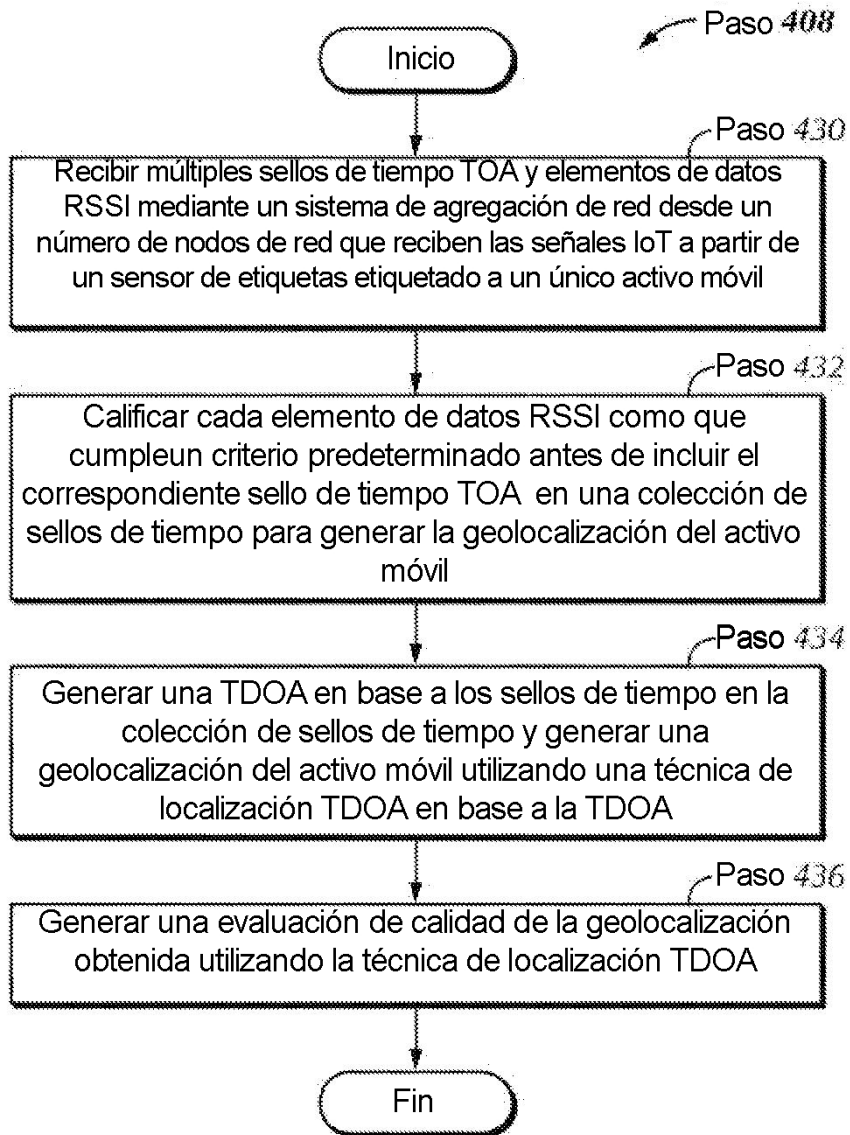 Paso 408
Inicio
Paso 430
Recibir múltiples sellos de tiempo TOA y elementos de datos
RSSI mediante un sistema de agregación de red desde un
número de nodos de red que reciben las señales IoT a partir de
un sensor de etiquetas etiquetado a un único activo móvil
Paso 432
Calificar cada elemento de datos RSSI como que
cumpleun criterio predeterminado antes de incluir el
correspondiente sello de tiempo TOA en una colección de
sellos de tiempo para generar la geolocalización del activo
móvil
Paso 434
Generar una TDOA en base a los sellos de tiempo en la
colección de sellos de tiempo y generar una
geolocalización del activo móvil utilizando una técnica de
localización TDOA en base a la TDOA
Paso 436
Generar una evaluación de calidad de la geolocalización
obtenida utilizando la técnica de localización TDOA
Fin